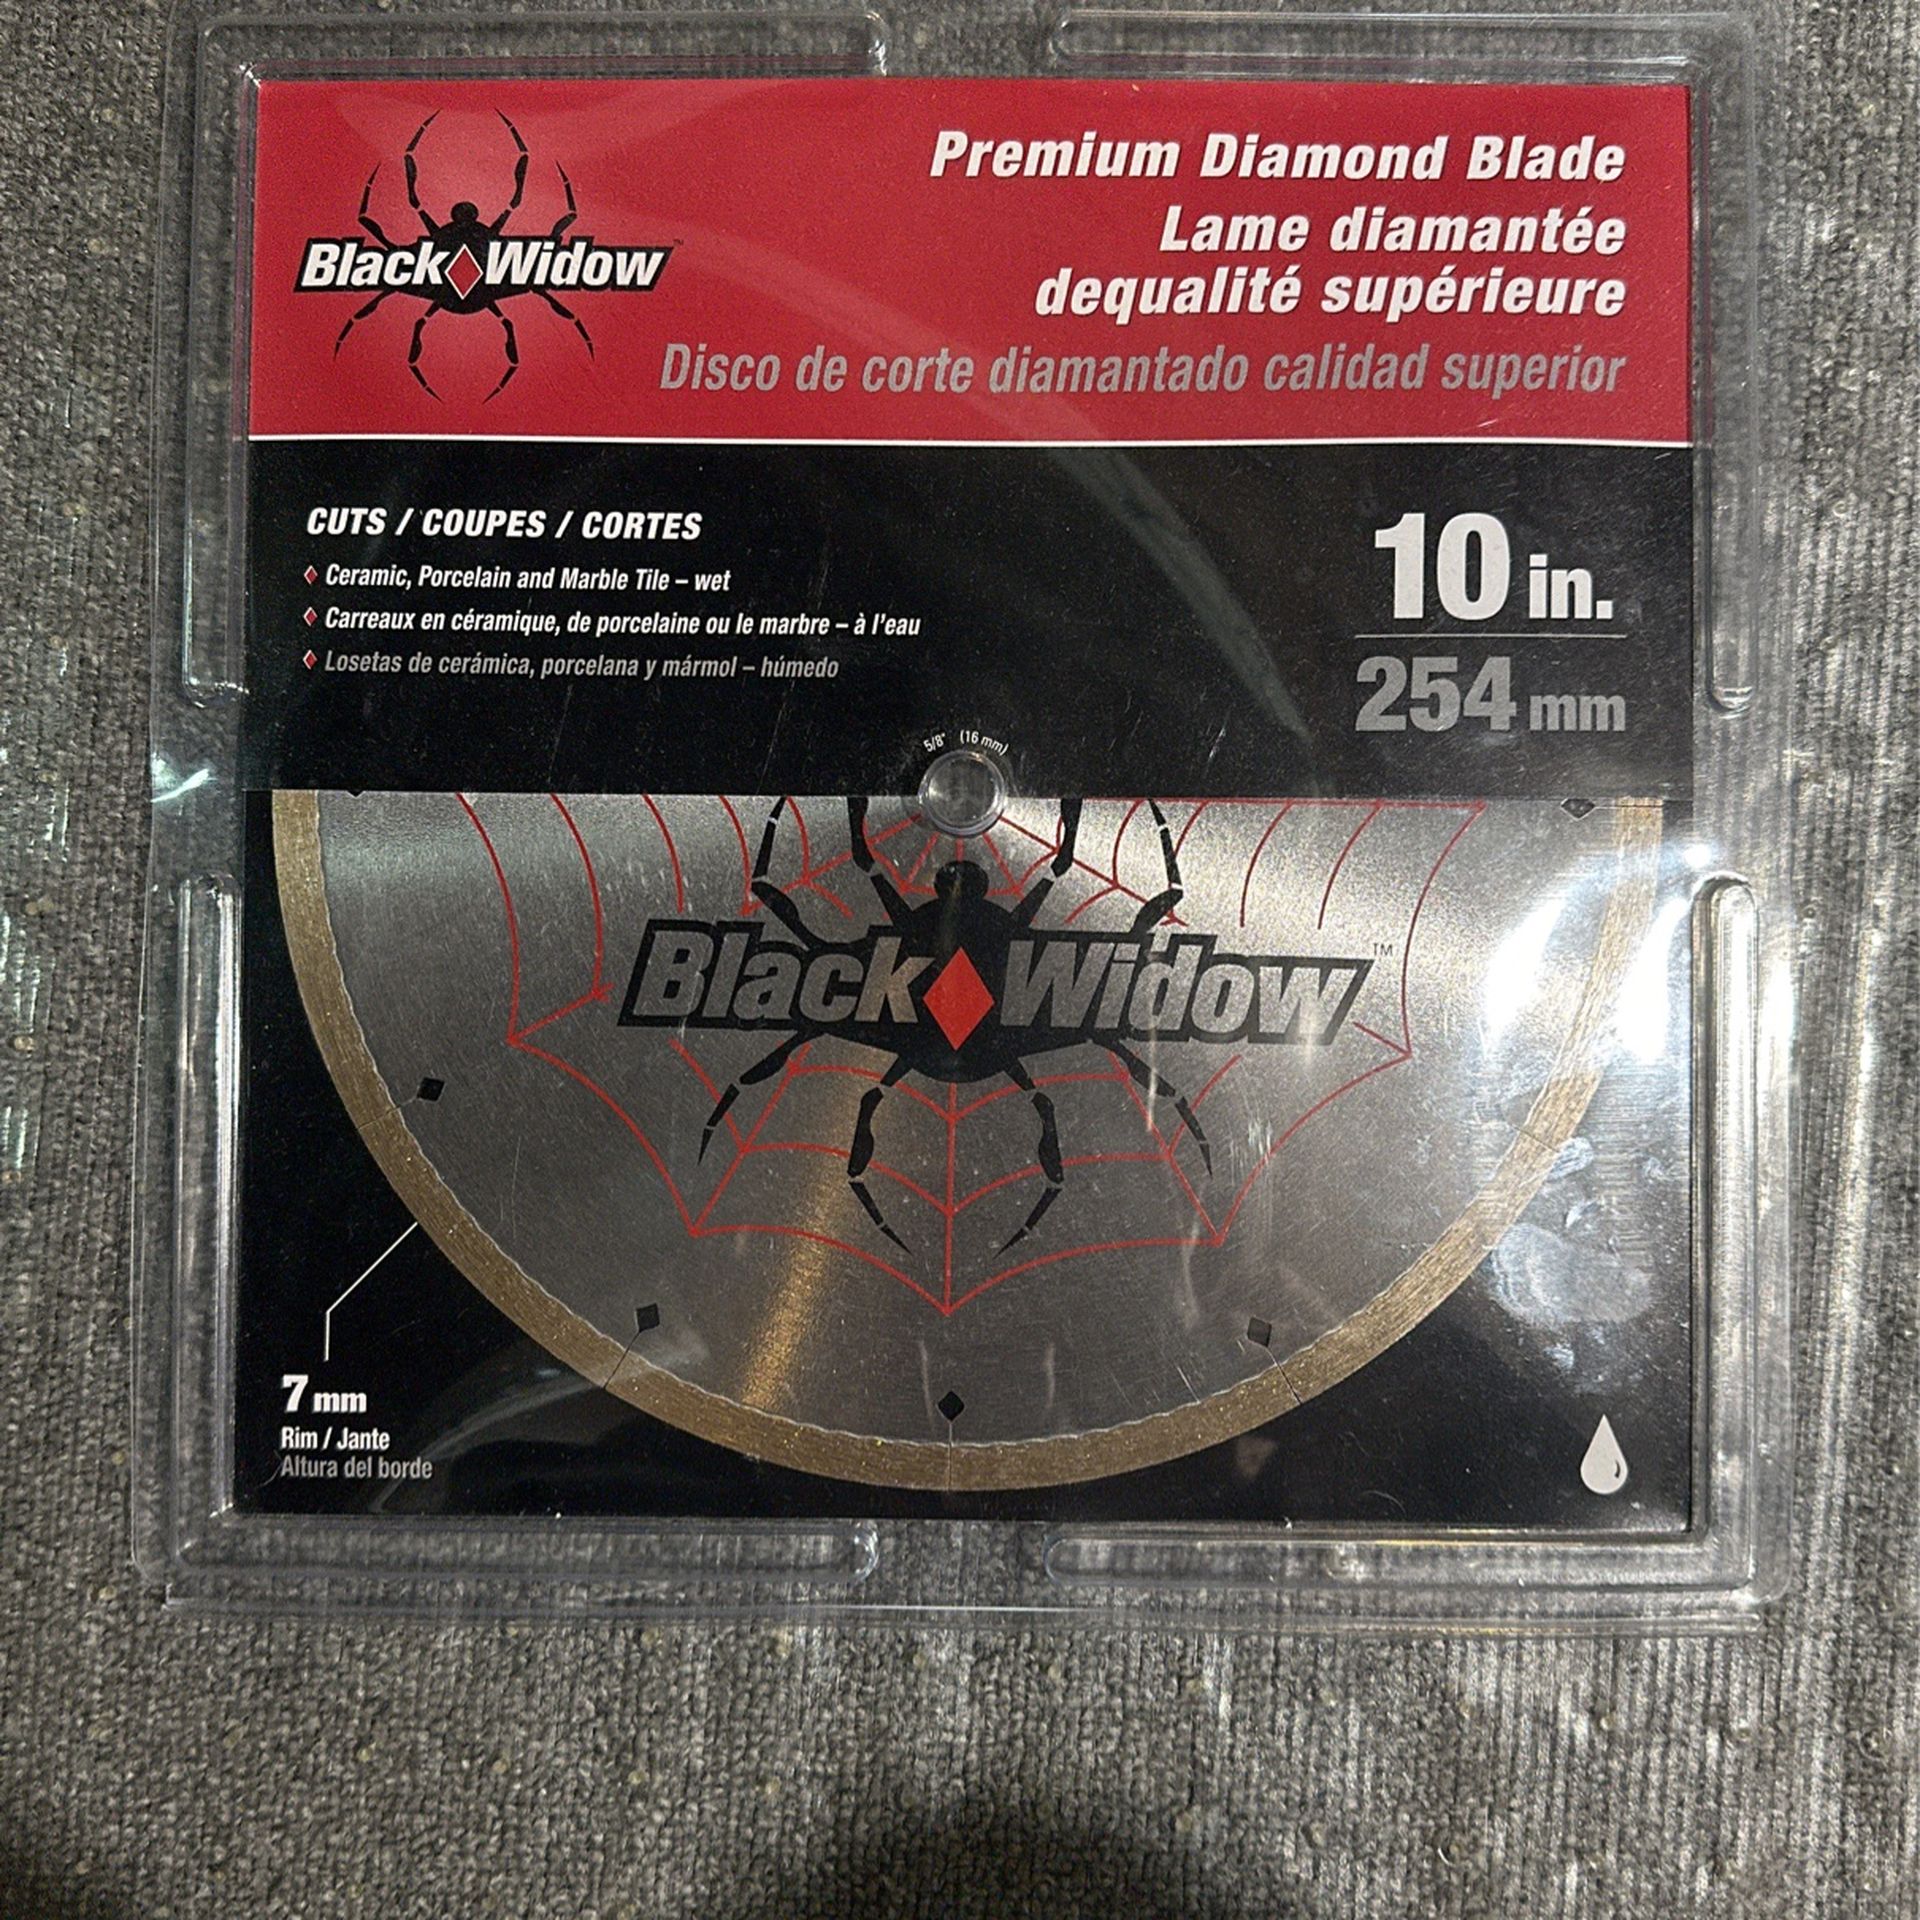 Black Widow™
Premium Diamond Blade
Lame diamantée
dequalité supérieure
Disco de corte diamantado calidad superior
CUTS / COUPES / CORTES
Ceramic, Porcelain and Marble Tile – wet
Carreaux en céramique, de porcelaine ou le marbre – à l'eau
Losetas de cerámica, porcelana y mármol – húmedo
10 in.
254 mm
5/8" (16 mm)
Black Widow™
7 mm
Rim / Jante
Altura del borde